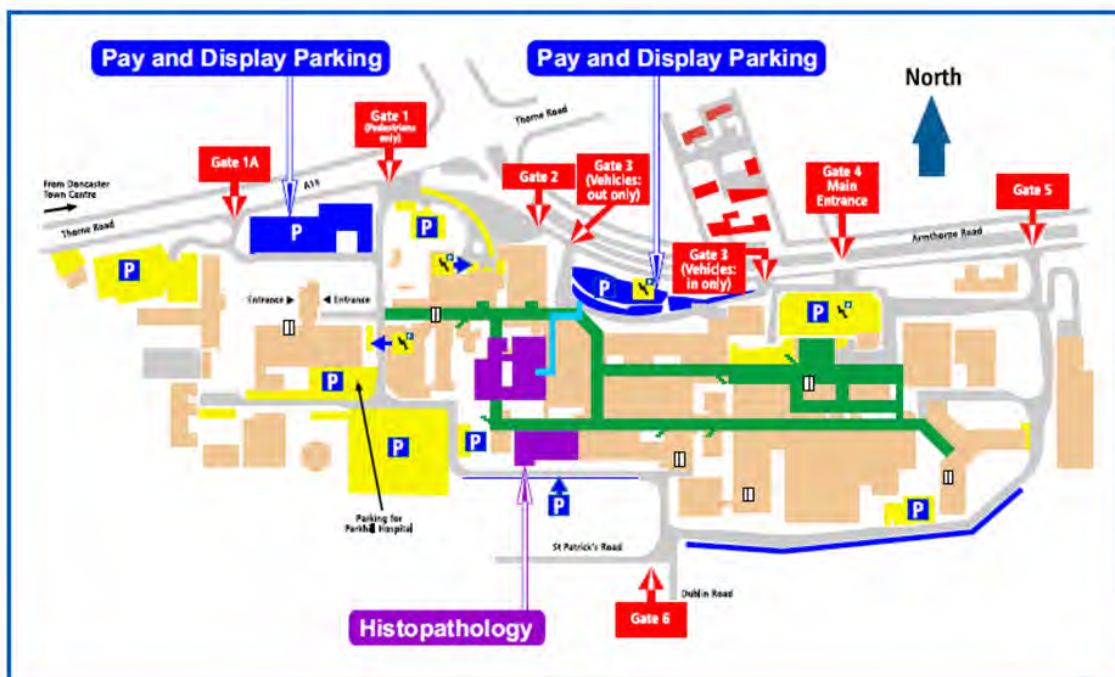 Pay and Display Parking
Pay and Display Parking
North
Gate 1
(Pedestrians
only)
Thorne Road
Gate 1A
Gate 2
Gate 3
(Vehicles:
out only)
Gate 4
Main
Entrance
Gate 5
From Doncaster
Town Centre
A18
Thorne Road
P
P
P
Armthorne Road
Gate 3
(Vehicles:
in only)
P
P
Entrance
Entrance
P
P
P
P
P
P
Parking for
Parkhill Hospital
St Patrick's Road
Dublin Road
Gate 6
Histopathology